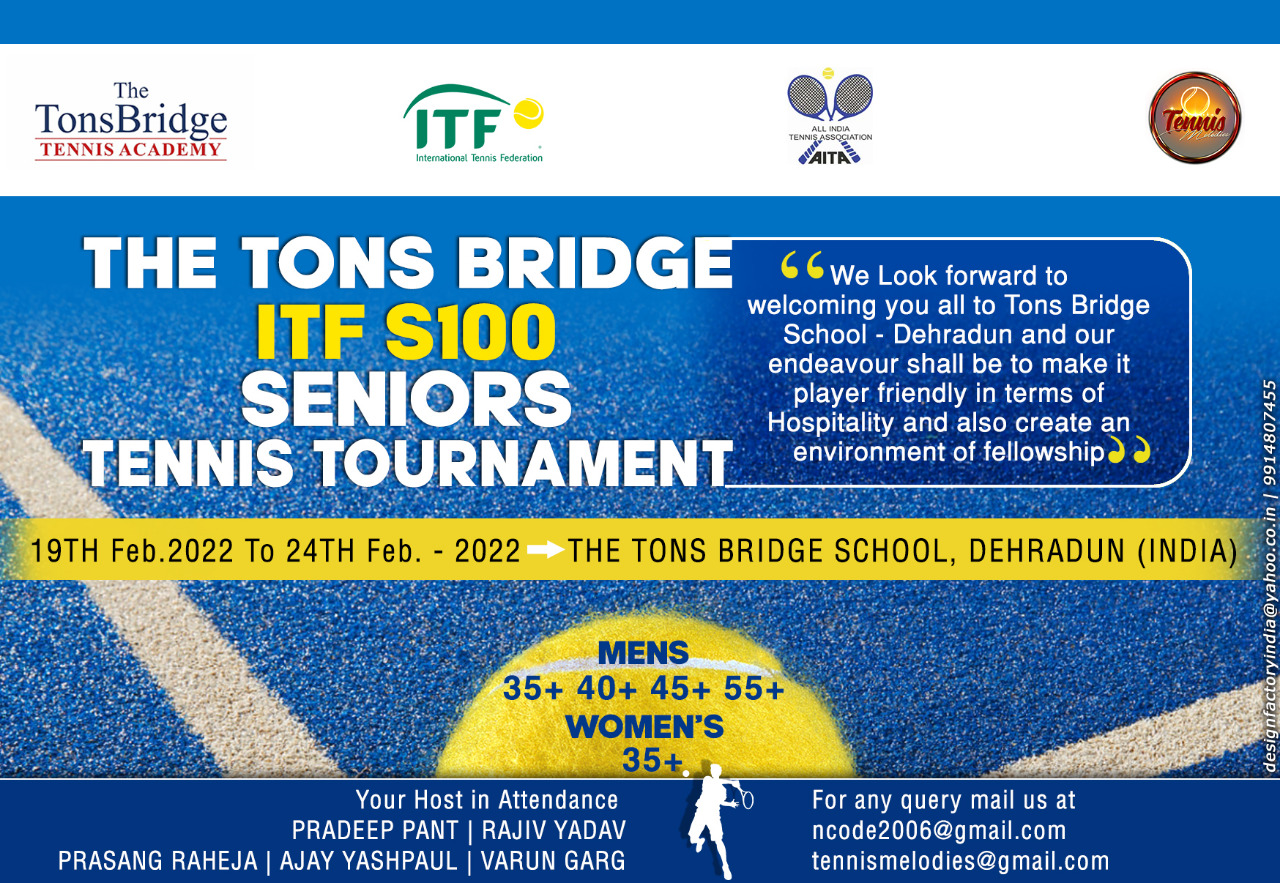 The
TonsBridge
TENNIS ACADEMY
ITF
International Tennis Federation
ALL INDIA
TENNIS ASSOCIATION
AITA
Tennis
Melodies
THE TONS BRIDGE
ITF S100
SENIORS
TENNIS TOURNAMENT
“We Look forward to
welcoming you all to Tons Bridge
School - Dehradun and our
endeavour shall be to make it
player friendly in terms of
Hospitality and also create an
environment of fellowship”
19TH Feb.2022 To 24TH Feb. - 2022 THE TONS BRIDGE SCHOOL, DEHRADUN (INDIA)
MENS
35+ 40+ 45+ 55+
WOMEN’S
35+
Your Host in Attendance
PRADEEP PANT | RAJIV YADAV
PRASANG RAHEJA | AJAY YASHPAUL | VARUN GARG
For any query mail us at
ncode2006@gmail.com
tennismelodies@gmail.com
designfactoryindia@yahoo.co.in | 9914807455